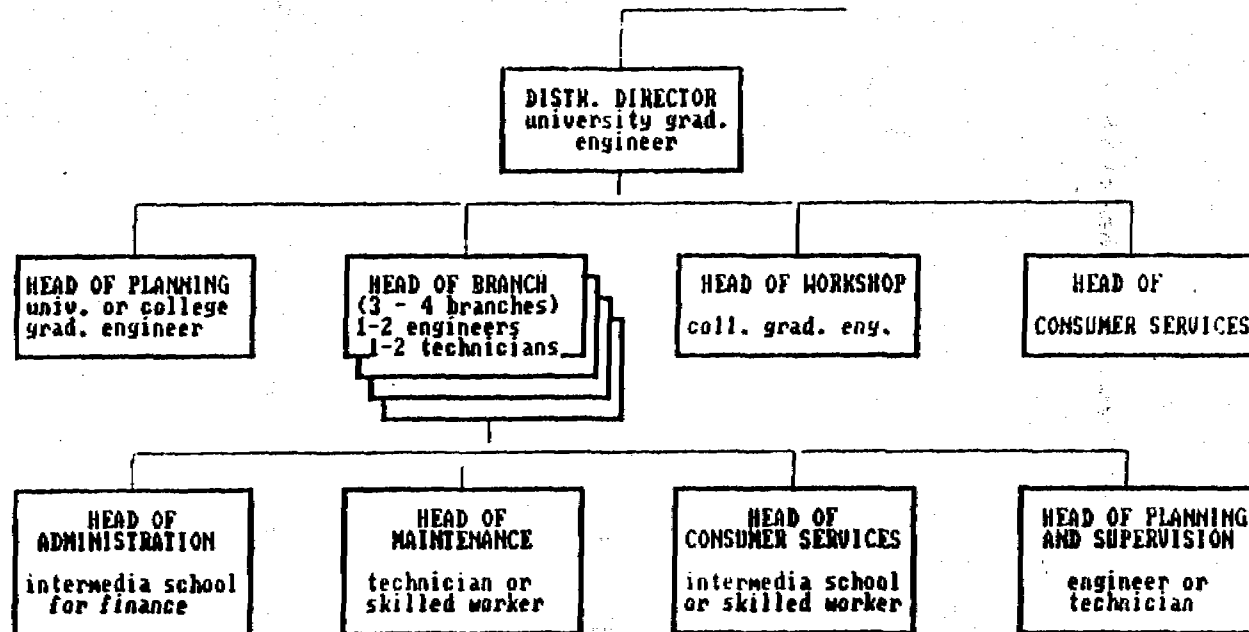 DISTR. DIRECTOR
university grad.
engineer
HEAD OF PLANNING
univ. or college
grad. engineer
HEAD OF BRANCH
(3 - 4 branches)
1-2 engineers
1-2 technicians
HEAD OF WORKSHOP
coll. grad. eng.
HEAD OF
CONSUMER SERVICES
HEAD OF
ADMINISTRATION
intermedia school
for finance
HEAD OF
MAINTENANCE
technician or
skilled worker
HEAD OF
CONSUMER SERVICES
intermedia school
or skilled worker
HEAD OF PLANNING
AND SUPERVISION
engineer or
technician